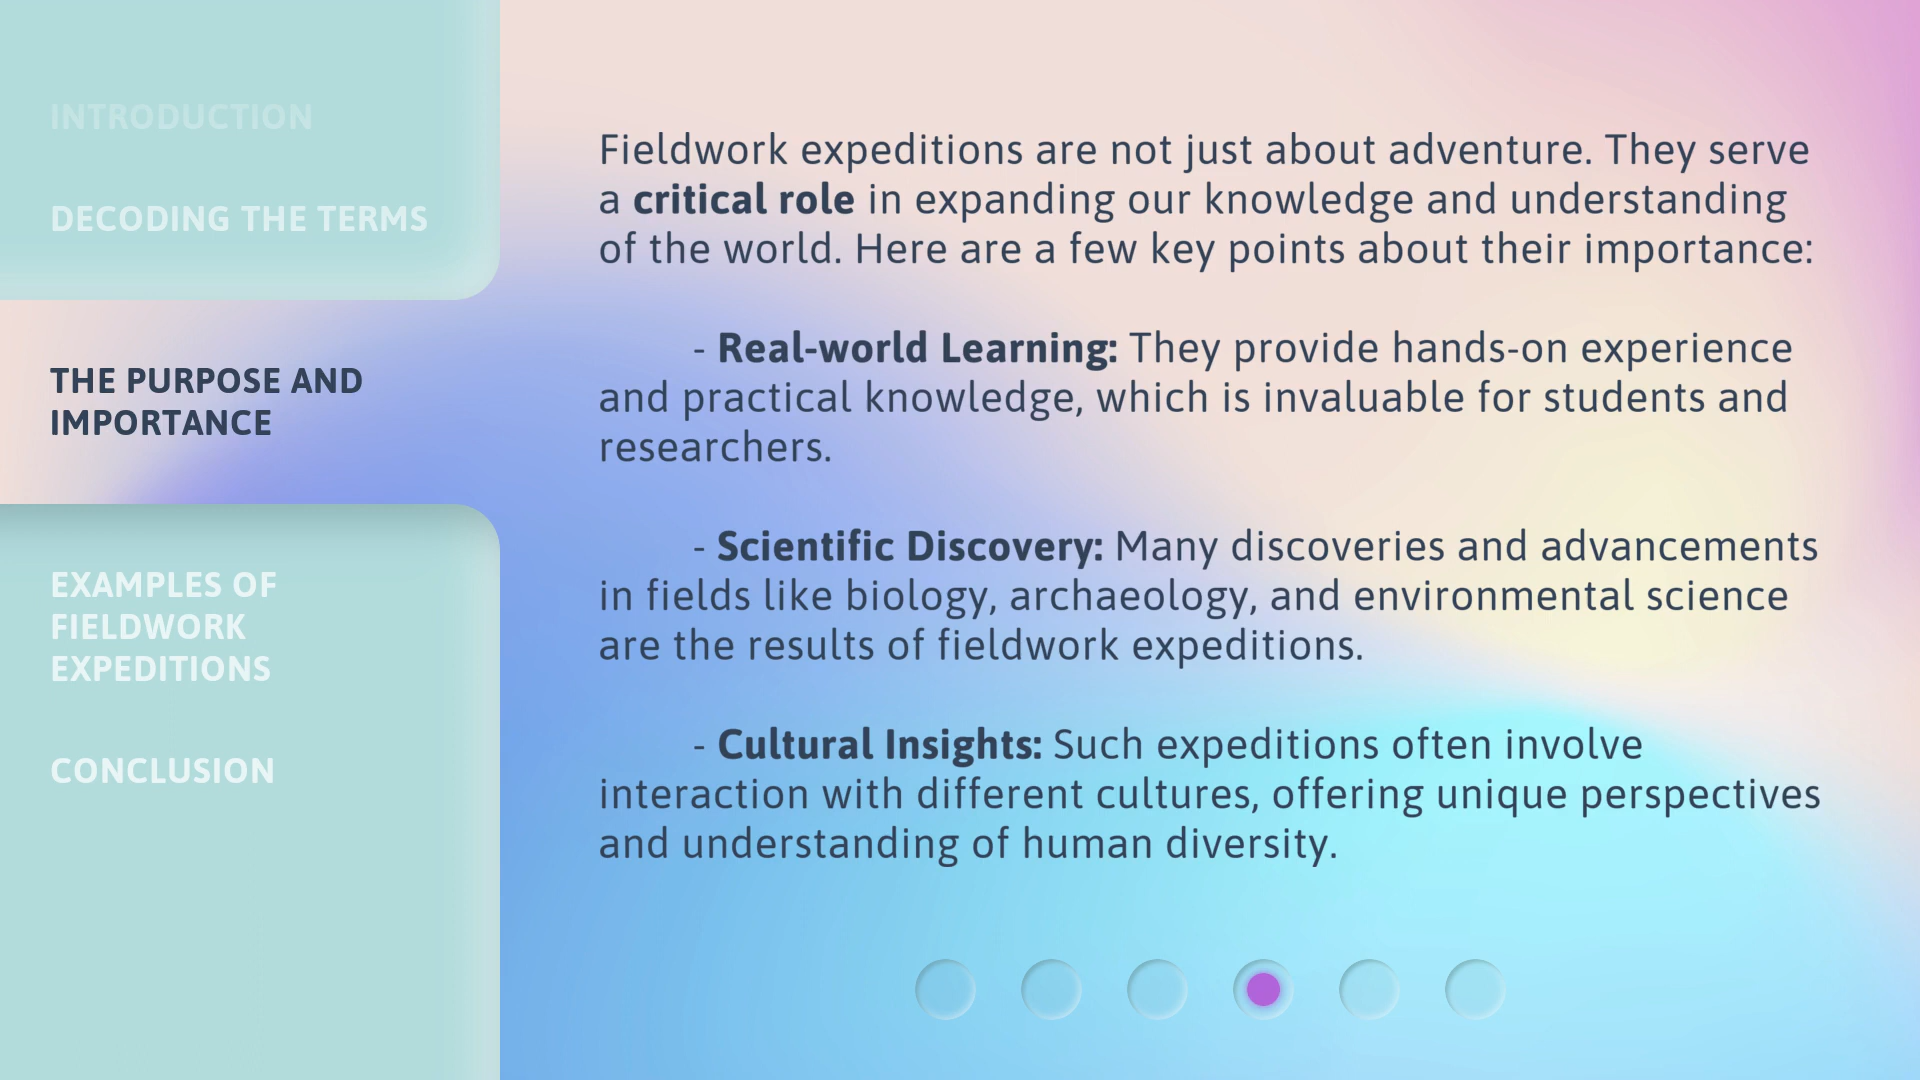 INTRODUCTION
DECODING THE TERMS
THE PURPOSE AND
IMPORTANCE
EXAMPLES OF
FIELDWORK
EXPEDITIONS
CONCLUSION
Fieldwork expeditions are not just about adventure. They serve
a critical role in expanding our knowledge and understanding
of the world. Here are a few key points about their importance:
- Real-world Learning: They provide hands-on experience
and practical knowledge, which is invaluable for students and
researchers.
- Scientific Discovery: Many discoveries and advancements
in fields like biology, archaeology, and environmental science
are the results of fieldwork expeditions.
- Cultural Insights: Such expeditions often involve
interaction with different cultures, offering unique perspectives
and understanding of human diversity.